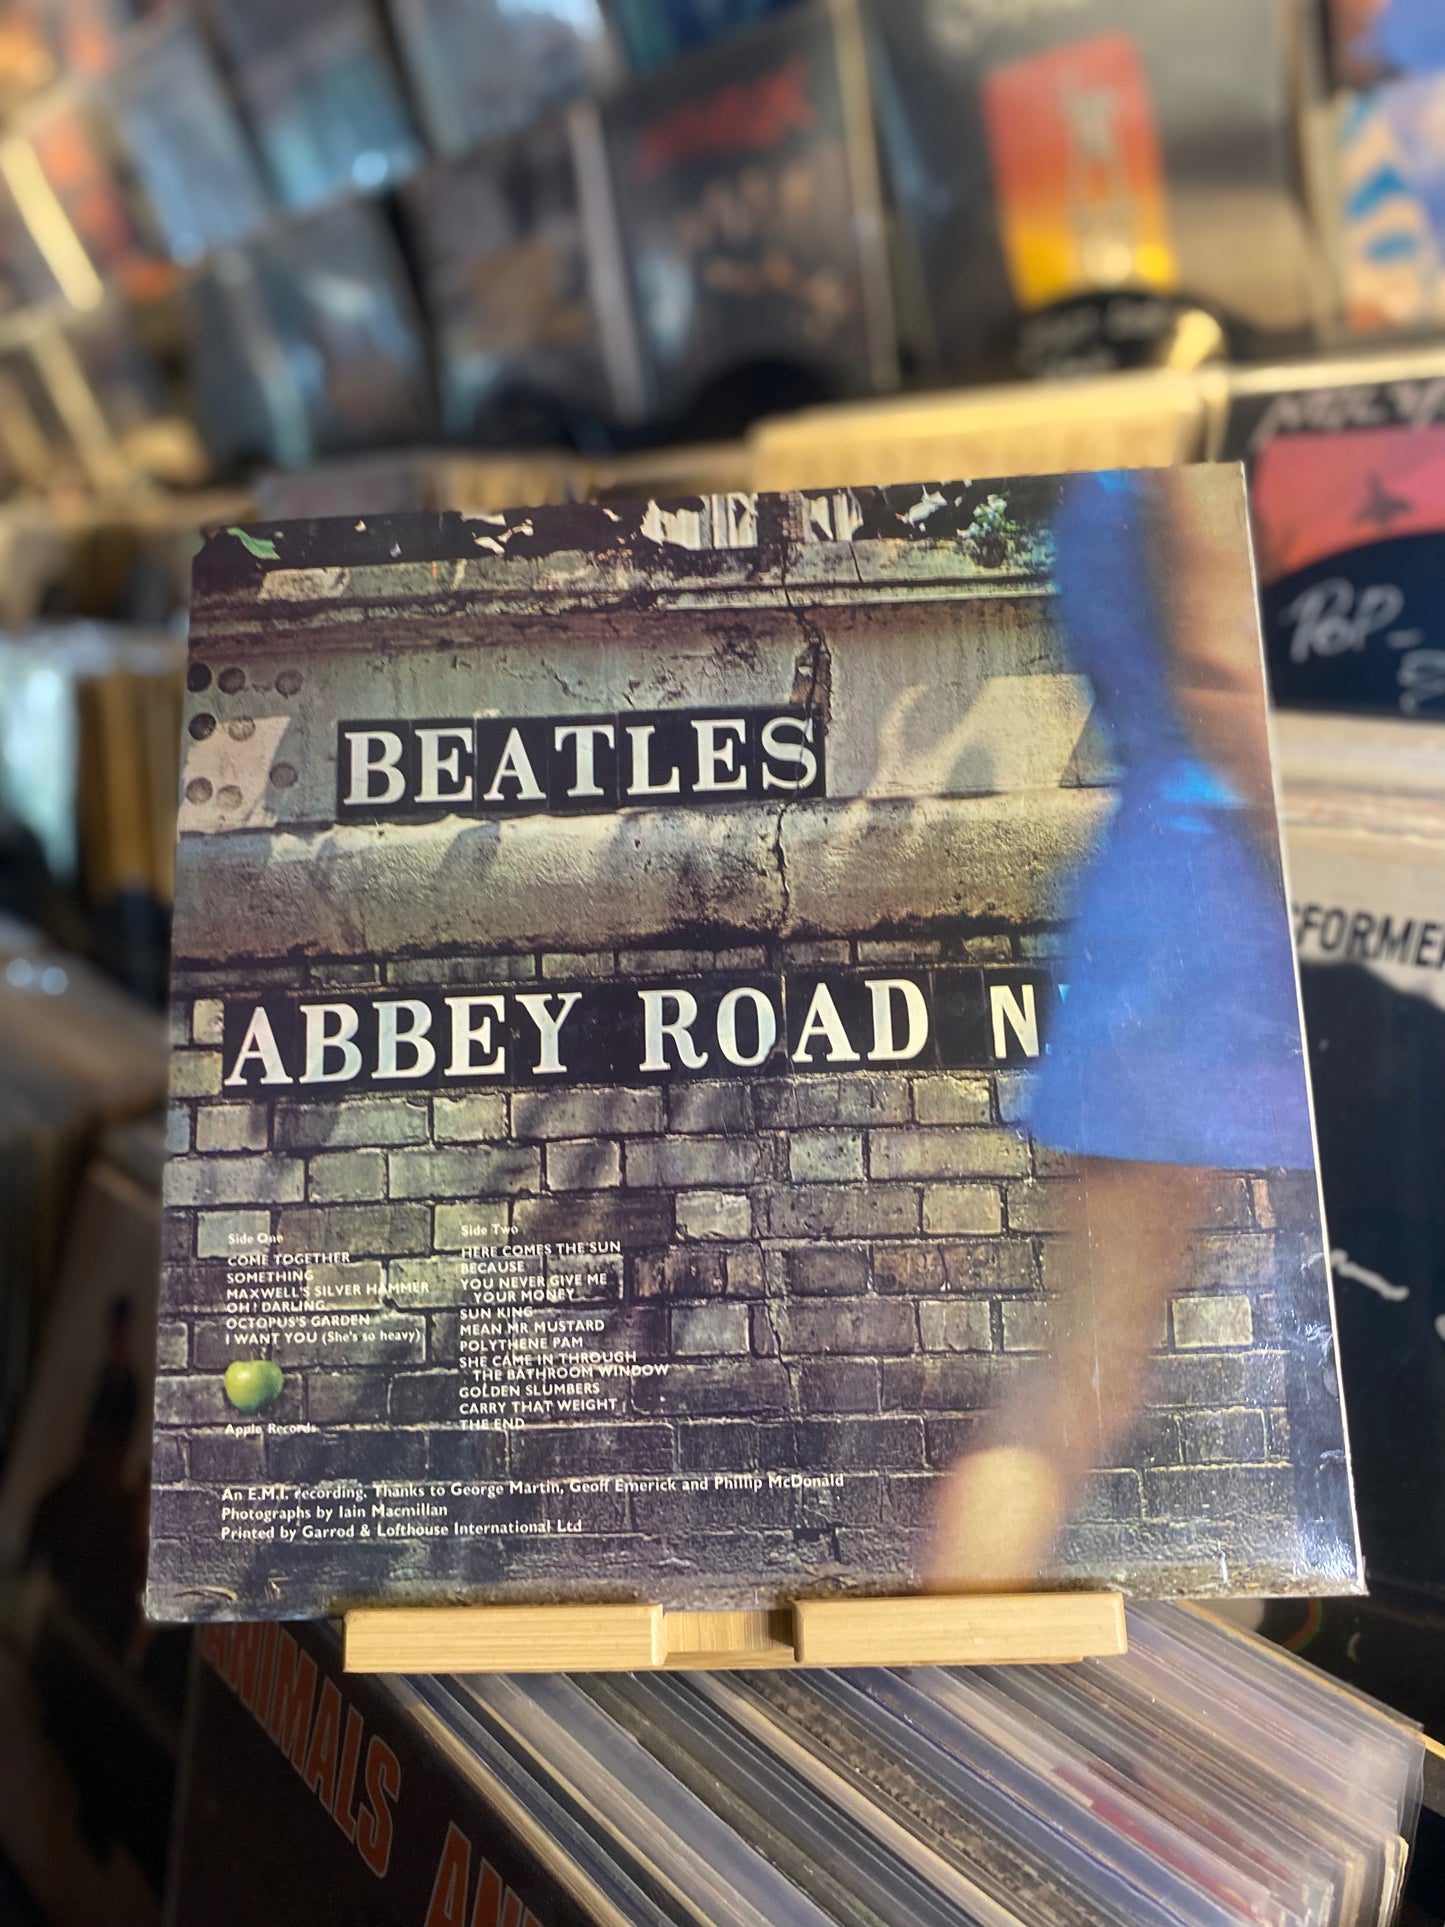 POP-
FORMER
BEATLES
ABBEY ROAD N
Side One
COME TOGETHER
SOMETHING
MAXWELL'S SILVER HAMMER
OH! DARLING
OCTOPUS'S GARDEN
I WANT YOU (She's so heavy)
Apple Records
Side Two
HERE COMES THE SUN
BECAUSE
YOU NEVER GIVE ME
YOUR MONEY
SUN KING
MEAN MR MUSTARD
POLYTHENE PAM
SHE CAME IN THROUGH
THE BATHROOM WINDOW
GOLDEN SLUMBERS
CARRY THAT WEIGHT
THE END
An E.M.I. recording. Thanks to George Martin, Geoff Emerick and Phillip McDonald
Photographs by Iain Macmillan
Printed by Garrod & Lofthouse International Ltd
ANIMALS